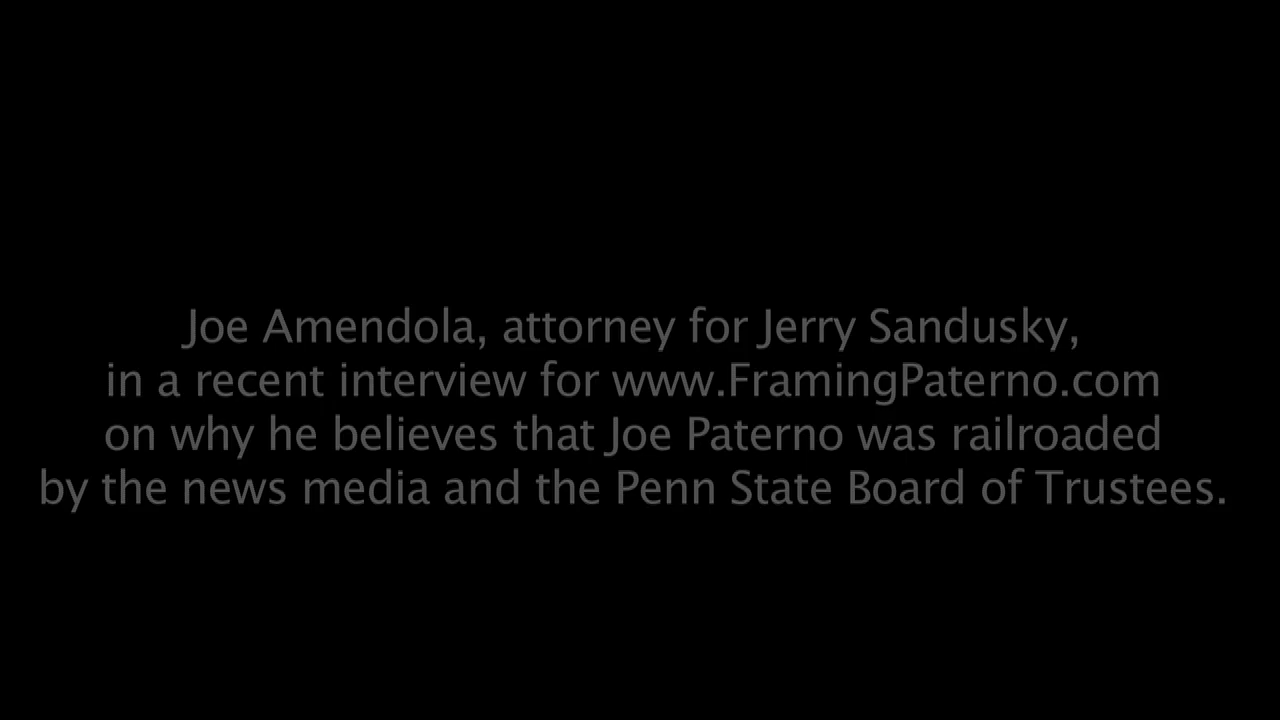 Joe Amendola, attorney for Jerry Sandusky,
in a recent interview for www.FramingPaterno.com
on why he believes that Joe Paterno was railroaded
by the news media and the Penn State Board of Trustees.